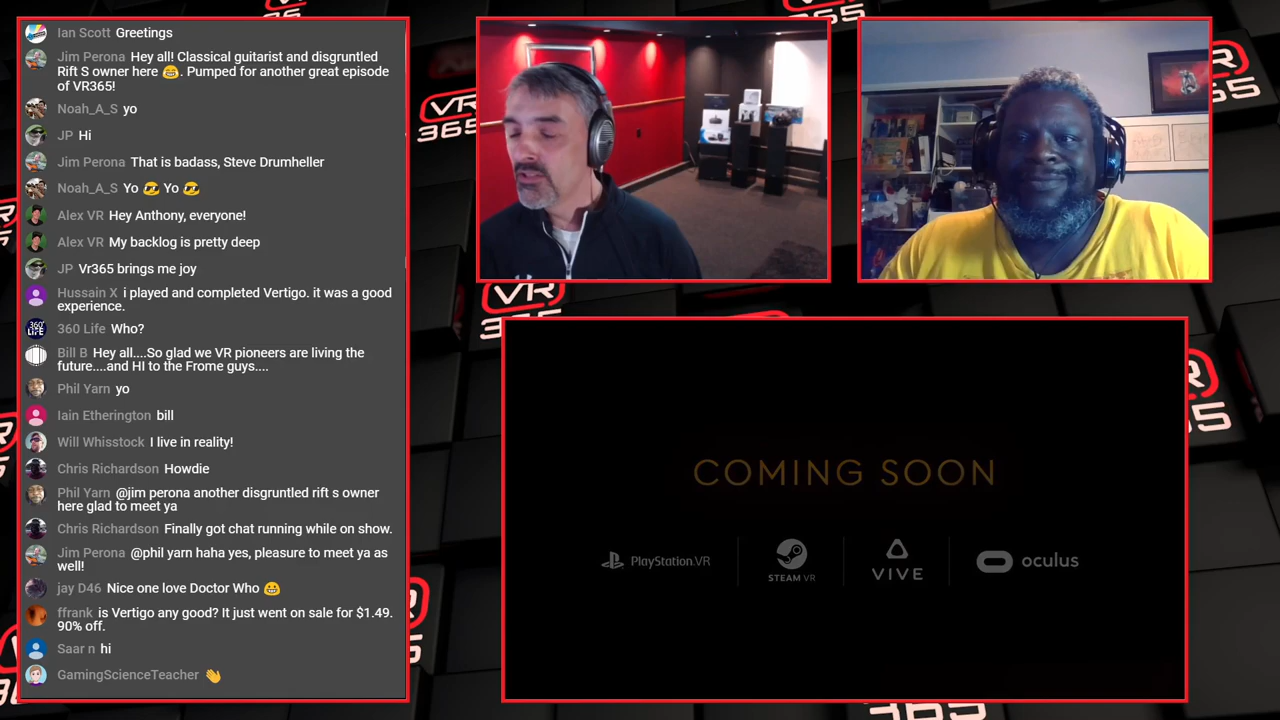 Ian Scott Greetings
Jim Perona Hey all! Classical guitarist and disgruntled
Rift S owner here 😂. Pumped for another great episode
of VR365!
Noah_A_S yo
JP Hi
Jim Perona That is badass, Steve Drumheller
Noah_A_S Yo Yo
Alex VR Hey Anthony, everyone!
Alex VR My backlog is pretty deep
JP Vr365 brings me joy
Hussain X i played and completed Vertigo. it was a good
experience.
360 Life Who?
Bill B Hey all....So glad we VR pioneers are living the
future....and HI to the Frome guys....
Phil Yarn yo
Iain Etherington bill
Will Whisstock I live in reality!
Chris Richardson Howdie
Phil Yarn @jim perona another disgruntled rift s owner
here glad to meet ya
Chris Richardson Finally got chat running while on show.
Jim Perona @phil yarn haha yes, pleasure to meet ya as
well!
jay D46 Nice one love Doctor Who 😀
ffrank is Vertigo any good? It just went on sale for $1.49.
90% off.
Saar n hi
GamingScienceTeacher 👋
VR
365
VR
365
COMING SOON
PlayStation.VR
STEAM VR
VIVE
oculus